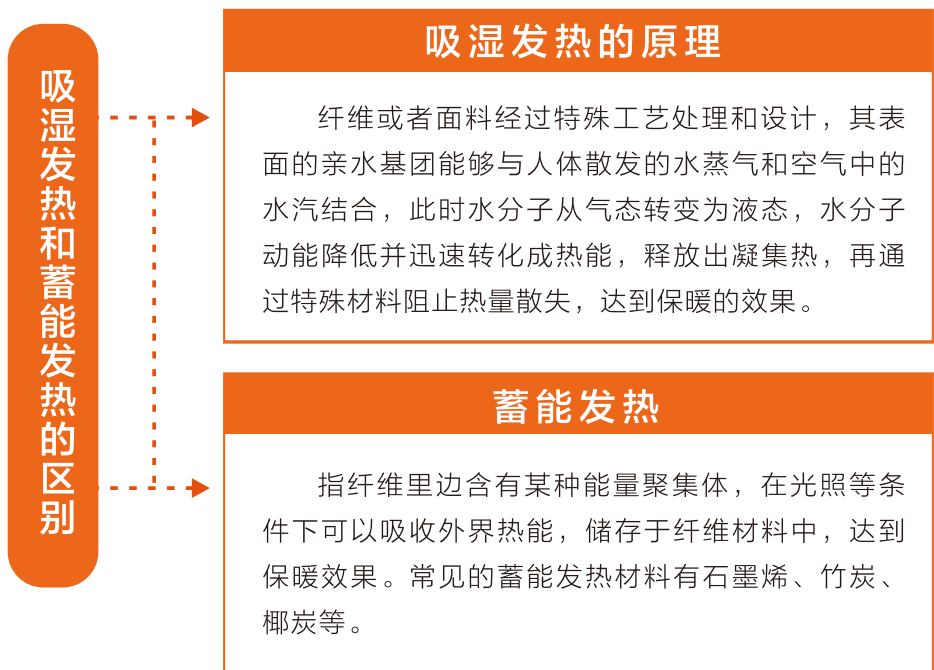 吸湿发热和蓄能发热的区别
吸湿发热的原理
纤维或者面料经过特殊工艺处理和设计，其表
面的亲水基团能够与人体散发的水蒸气和空气中的
水汽结合，此时水分子从气态转变为液态，水分子
动能降低并迅速转化成热能，释放出凝集热，再通
过特殊材料阻止热量散失，达到保暖的效果。
蓄能发热
指纤维里边含有某种能量聚集体，在光照等条
件下可以吸收外界热能，储存于纤维材料中，达到
保暖效果。常见的蓄能发热材料有石墨烯、竹炭、
椰炭等。